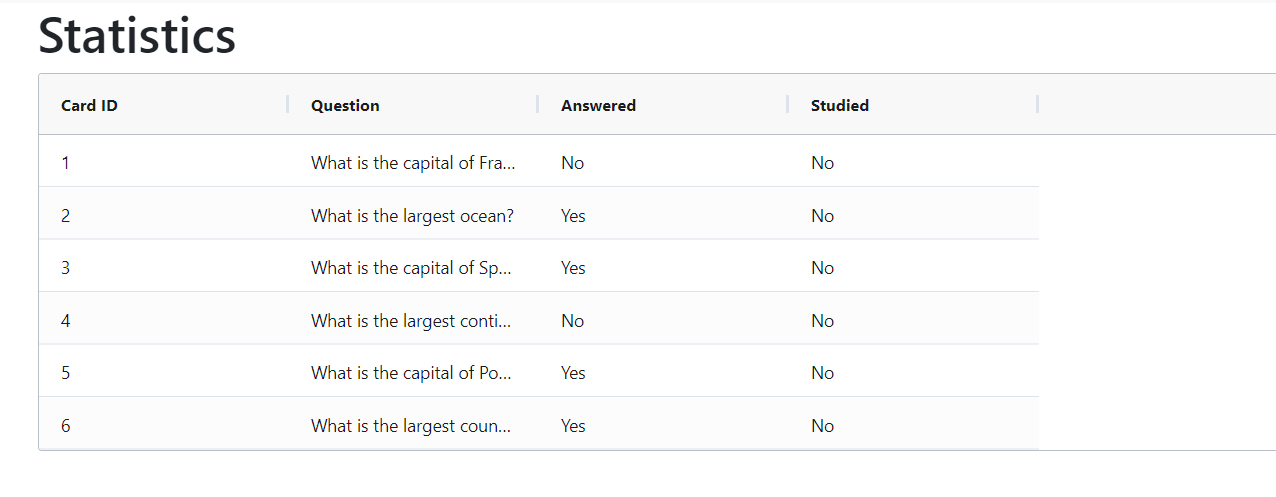 Statistics
Card ID Question Answered Studied
1 What is the capital of Fra... No No
2 What is the largest ocean? Yes No
3 What is the capital of Sp... Yes No
4 What is the largest conti... No No
5 What is the capital of Po... Yes No
6 What is the largest coun... Yes No